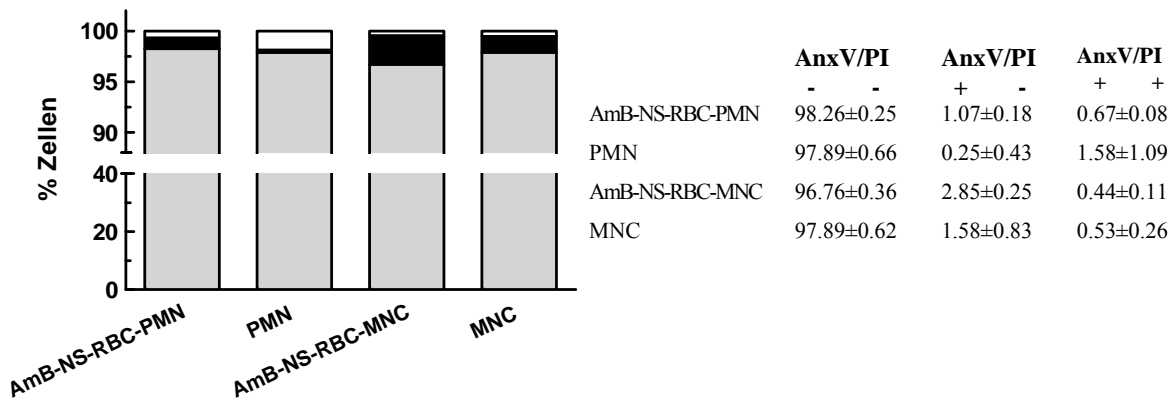 100
95
90
40
20
0
% Zellen
AmB-NS-RBC-PMN
PMN
AmB-NS-RBC-MNC
MNC
AnxV/PI AnxV/PI AnxV/PI
- - + - + +
AmB-NS-RBC-PMN 98.26±0.25 1.07±0.18 0.67±0.08
PMN 97.89±0.66 0.25±0.43 1.58±1.09
AmB-NS-RBC-MNC 96.76±0.36 2.85±0.25 0.44±0.11
MNC 97.89±0.62 1.58±0.83 0.53±0.26